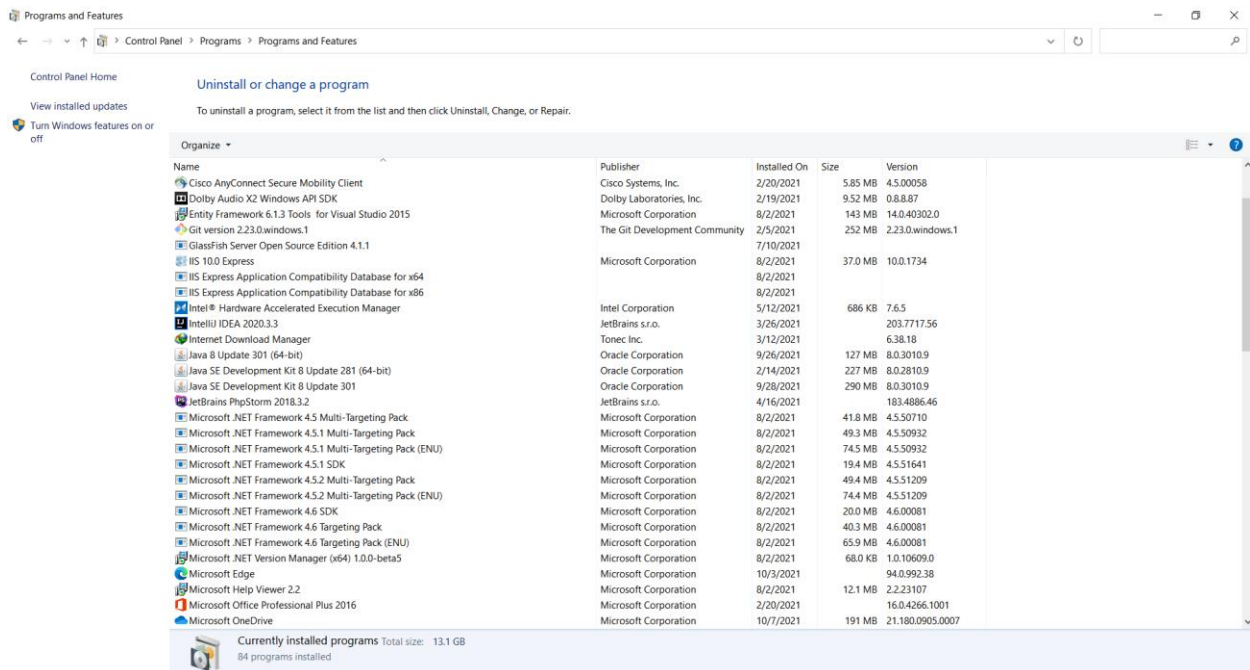 Programs and Features
Control Panel > Programs > Programs and Features
Control Panel Home
View installed updates
Turn Windows features on or
off
Uninstall or change a program
To uninstall a program, select it from the list and then click Uninstall, Change, or Repair.
Organize
Name Publisher Installed On Size Version
Cisco AnyConnect Secure Mobility Client Cisco Systems, Inc. 2/20/2021 5.85 MB 4.5.00058
Dolby Audio X2 Windows API SDK Dolby Laboratories, Inc. 2/19/2021 9.52 MB 0.8.8.87
Entity Framework 6.1.3 Tools for Visual Studio 2015 Microsoft Corporation 8/2/2021 143 MB 14.0.40302.0
Git version 2.23.0.windows.1 The Git Development Community 2/5/2021 252 MB 2.23.0.windows.1
GlassFish Server Open Source Edition 4.1.1 7/10/2021
IIS 10.0 Express Microsoft Corporation 8/2/2021 37.0 MB 10.0.1734
IIS Express Application Compatibility Database for x64 8/2/2021
IIS Express Application Compatibility Database for x86 8/2/2021
Intel® Hardware Accelerated Execution Manager Intel Corporation 5/12/2021 686 KB 7.6.5
IntelliJ IDEA 2020.3.3 JetBrains s.r.o. 3/26/2021 203.7717.56
Internet Download Manager Tonec Inc. 3/12/2021 6.38.18
Java 8 Update 301 (64-bit) Oracle Corporation 9/26/2021 127 MB 8.0.3010.9
Java SE Development Kit 8 Update 281 (64-bit) Oracle Corporation 2/14/2021 227 MB 8.0.2810.9
Java SE Development Kit 8 Update 301 Oracle Corporation 9/28/2021 290 MB 8.0.3010.9
JetBrains PhpStorm 2018.3.2 JetBrains s.r.o. 4/16/2021 183.4886.46
Microsoft .NET Framework 4.5 Multi-Targeting Pack Microsoft Corporation 8/2/2021 41.8 MB 4.5.50710
Microsoft .NET Framework 4.5.1 Multi-Targeting Pack Microsoft Corporation 8/2/2021 49.3 MB 4.5.50932
Microsoft .NET Framework 4.5.1 Multi-Targeting Pack (ENU) Microsoft Corporation 8/2/2021 74.5 MB 4.5.50932
Microsoft .NET Framework 4.5.1 SDK Microsoft Corporation 8/2/2021 19.4 MB 4.5.51641
Microsoft .NET Framework 4.5.2 Multi-Targeting Pack Microsoft Corporation 8/2/2021 49.4 MB 4.5.51209
Microsoft .NET Framework 4.5.2 Multi-Targeting Pack (ENU) Microsoft Corporation 8/2/2021 74.4 MB 4.5.51209
Microsoft .NET Framework 4.6 SDK Microsoft Corporation 8/2/2021 20.0 MB 4.6.00081
Microsoft .NET Framework 4.6 Targeting Pack Microsoft Corporation 8/2/2021 40.3 MB 4.6.00081
Microsoft .NET Framework 4.6 Targeting Pack (ENU) Microsoft Corporation 8/2/2021 65.9 MB 4.6.00081
Microsoft .NET Version Manager (x64) 1.0.0-beta5 Microsoft Corporation 8/2/2021 68.0 KB 1.0.10609.0
Microsoft Edge Microsoft Corporation 10/3/2021 94.0.992.38
Microsoft Help Viewer 2.2 Microsoft Corporation 8/2/2021 12.1 MB 2.2.23107
Microsoft Office Professional Plus 2016 Microsoft Corporation 2/20/2021 16.0.4266.1001
Microsoft OneDrive Microsoft Corporation 10/7/2021 191 MB 21.180.0905.0007
Currently installed programs Total size: 13.1 GB
84 programs installed